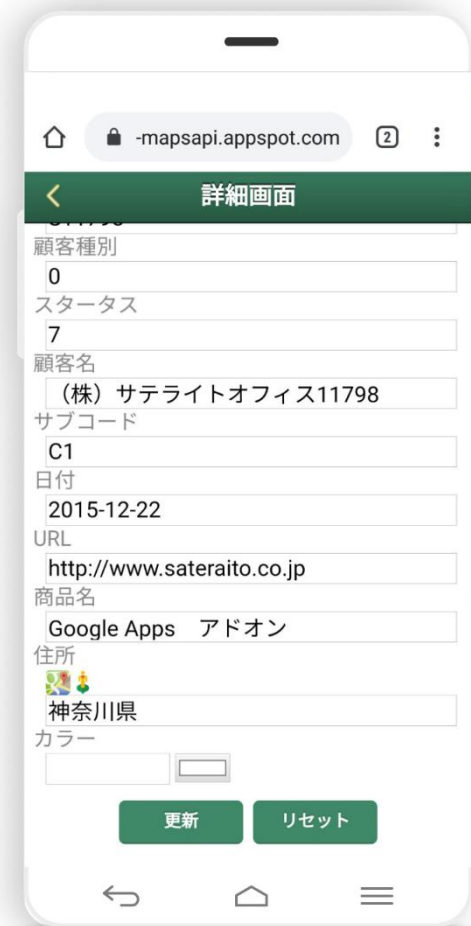 -mapsapi.appspot.com
2
詳細画面
顧客種別
0
スタータス
7
顧客名
（株）サテライトオフィス11798
サブコード
C1
日付
2015-12-22
URL
http://www.sateraito.co.jp
商品名
Google Apps　アドオン
住所
神奈川県
カラー
更新 リセット